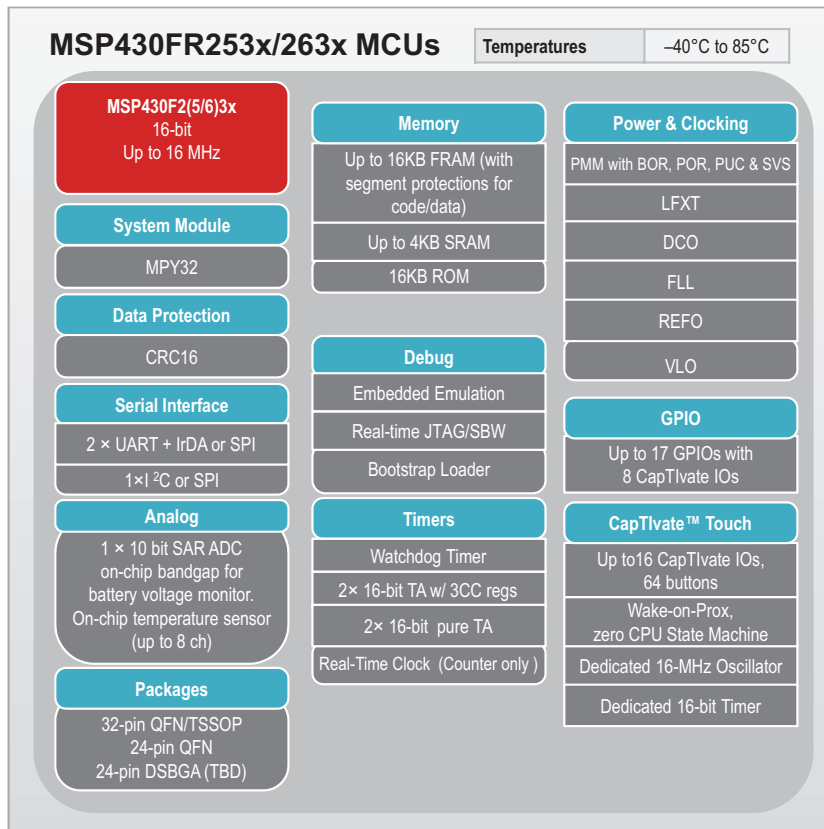 MSP430FR253x/263x MCUs
Temperatures
–40°C to 85°C
MSP430F2(5/6)3x
16-bit
Up to 16 MHz
System Module
MPY32
Data Protection
CRC16
Serial Interface
2 × UART + IrDA or SPI
1×I ²C or SPI
Analog
1 × 10 bit SAR ADC
on-chip bandgap for
battery voltage monitor.
On-chip temperature sensor
(up to 8 ch)
Packages
32-pin QFN/TSSOP
24-pin QFN
24-pin DSBGA (TBD)
Memory
Up to 16KB FRAM (with
segment protections for
code/data)
Up to 4KB SRAM
16KB ROM
Debug
Embedded Emulation
Real-time JTAG/SBW
Bootstrap Loader
Timers
Watchdog Timer
2× 16-bit TA w/ 3CC regs
2× 16-bit pure TA
Real-Time Clock (Counter only )
Power & Clocking
PMM with BOR, POR, PUC & SVS
LFXT
DCO
FLL
REFO
VLO
GPIO
Up to 17 GPIOs with
8 CapTIvate IOs
CapTIvate™ Touch
Up to16 CapTIvate IOs,
64 buttons
Wake-on-Prox,
zero CPU State Machine
Dedicated 16-MHz Oscillator
Dedicated 16-bit Timer